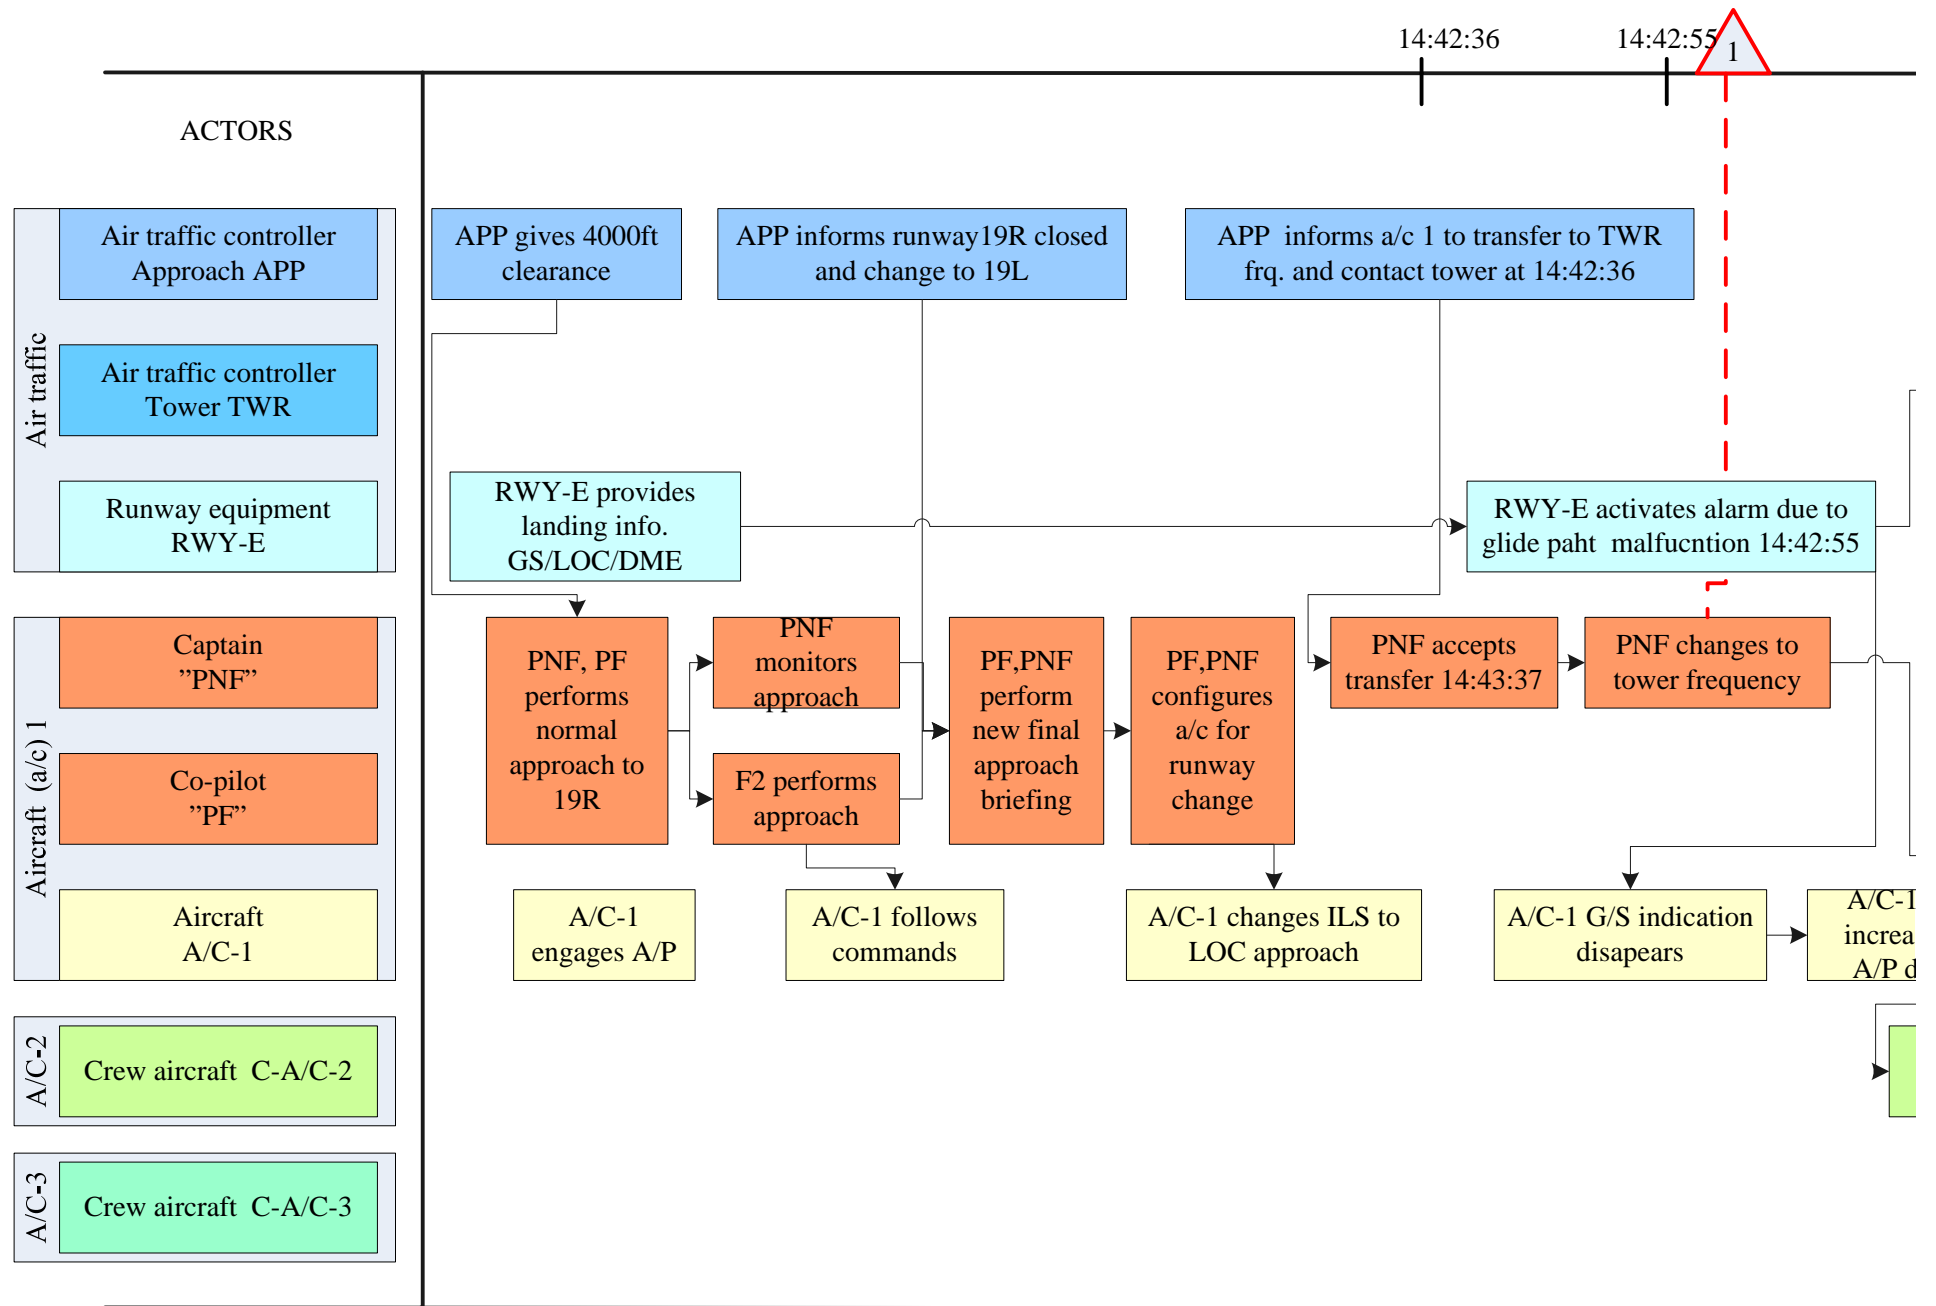 14:42:36
14:42:55
1
ACTORS
Air traffic
Air traffic controller
Approach APP
APP gives 4000ft
clearance
APP informs runway19R closed
and change to 19L
APP informs a/c 1 to transfer to TWR
frq. and contact tower at 14:42:36
Air traffic controller
Tower TWR
Runway equipment
RWY-E
RWY-E provides
landing info.
GS/LOC/DME
RWY-E activates alarm due to
glide paht malfucntion 14:42:55
Aircraft (a/c) 1
Captain
”PNF”
PNF, PF
performs
normal
approach to
19R
PNF
monitors
approach
F2 performs
approach
PF,PNF
perform
new final
approach
briefing
PF,PNF
configures
a/c for
runway
change
PNF accepts
transfer 14:43:37
PNF changes to
tower frequency
Co-pilot
”PF”
Aircraft
A/C-1
A/C-1
engages A/P
A/C-1 follows
commands
A/C-1 changes ILS to
LOC approach
A/C-1 G/S indication
disapears
A/C-1
increa
A/P d
A/C-2
Crew aircraft C-A/C-2
A/C-3
Crew aircraft C-A/C-3